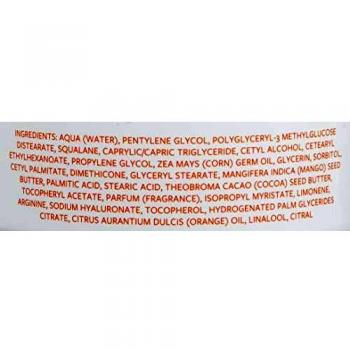 INGREDIENTS: AQUA (WATER), PENTYLENE GLYCOL, POLYGLYCERYL-3 METHYLGLUCOSE
DISTEARATE, SQUALANE, CAPRYLIC/CAPRIC TRIGLYCERIDE, CETYL ALCOHOL, CETEARYL
ETHYLHEXANOATE, PROPYLENE GLYCOL, ZEA MAYS (CORN) GERM OIL, GLYCERIN, SORBITOL,
CETYL PALMITATE, DIMETHICONE, GLYCERYL STEARATE, MANGIFERA INDICA (MANGO) SEED
BUTTER, PALMITIC ACID, STEARIC ACID, THEOBROMA CACAO (COCOA) SEED BUTTER,
TOCOPHERYL ACETATE, PARFUM (FRAGRANCE), ISOPROPYL MYRISTATE, LIMONENE,
ARGININE, SODIUM HYALURONATE, TOCOPHEROL, HYDROGENATED PALM GLYCERIDES
CITRATE, CITRUS AURANTIUM DULCIS (ORANGE) OIL, LINALOOL, CITRAL